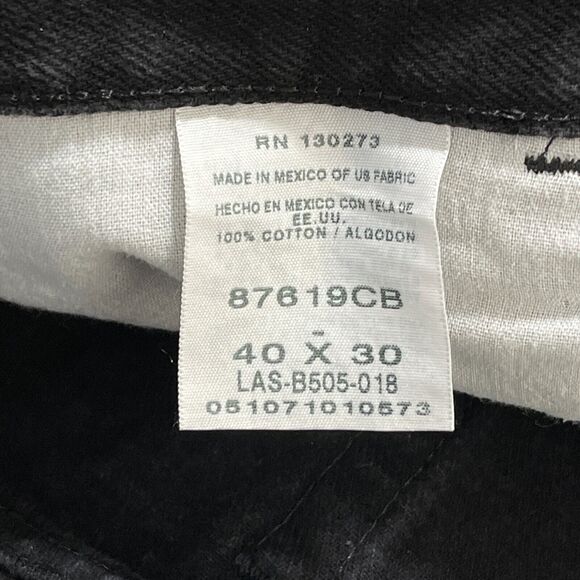 RN 130273
MADE IN MEXICO OF US FABRIC
HECHO EN MEXICO CON TELA DE
EE.UU.
100% COTTON / ALGODON
87619CB
-
40 X 30
LAS-B505-018
051071010573